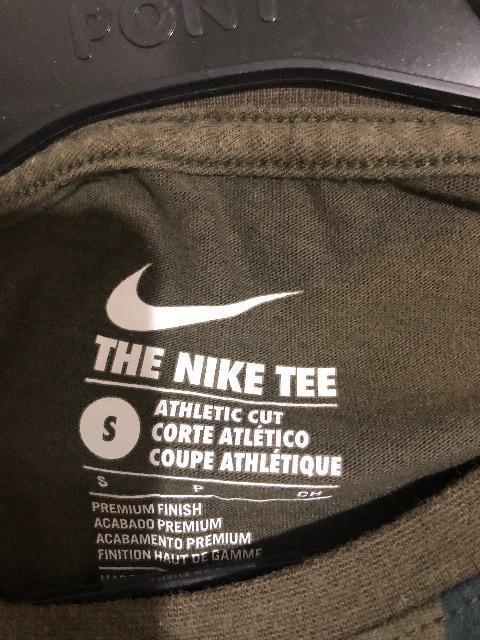 PONY
THE NIKE TEE
S
ATHLETIC CUT
CORTE ATLÉTICO
COUPE ATHLÉTIQUE
S P CH
PREMIUM FINISH
ACABADO PREMIUM
ACABAMENTO PREMIUM
FINITION HAUT DE GAMME